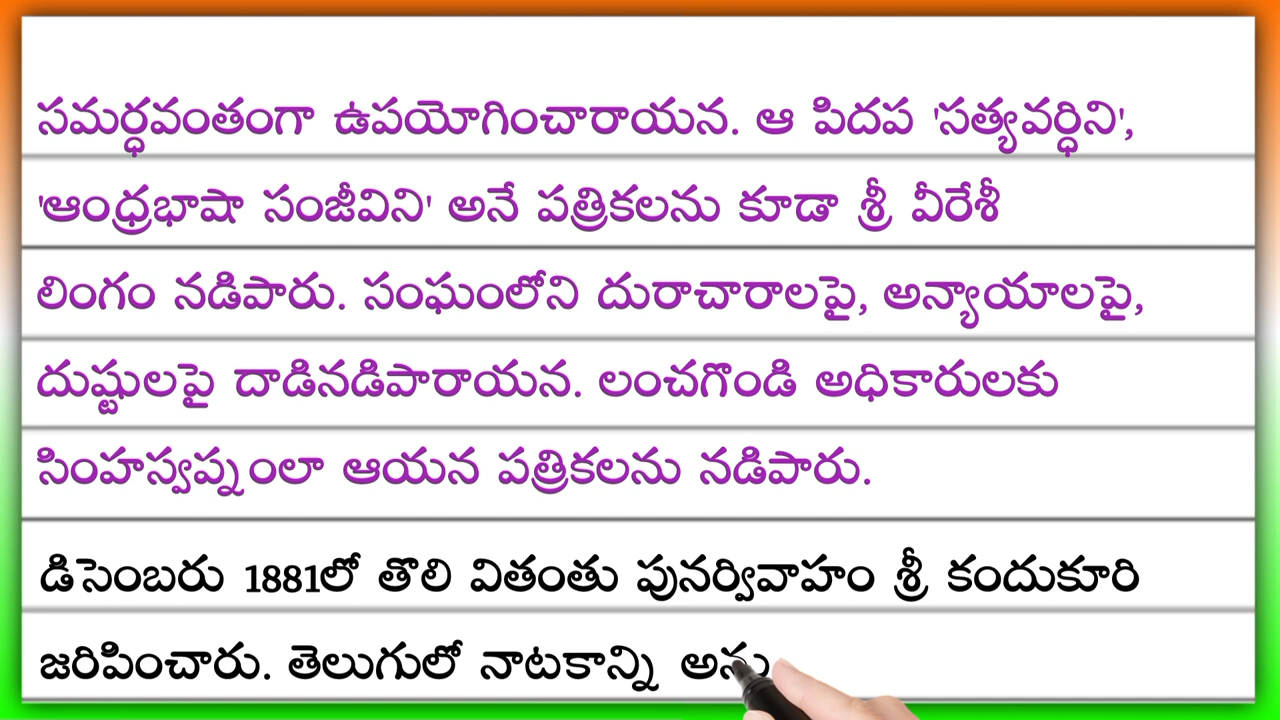 సమర్ధవంతంగా ఉపయోగించారాయన. ఆ పిదప 'సత్యవర్ధిని',
'ఆంధ్రభాషా సంజీవిని' అనే పత్రికలను కూడా శ్రీ వీరేశీ
లింగం నడిపారు. సంఘంలోని దురాచారాలపై, అన్యాయాలపై,
దుష్టులపై దాడినడిపారాయన. లంచగొండి అధికారులకు
సింహస్వప్నంలా ఆయన పత్రికలను నడిపారు.
డిసెంబరు 1881లో తొలి వితంతు పునర్వివాహం శ్రీ కందుకూరి
జరిపించారు. తెలుగులో నాటకాన్ని అను